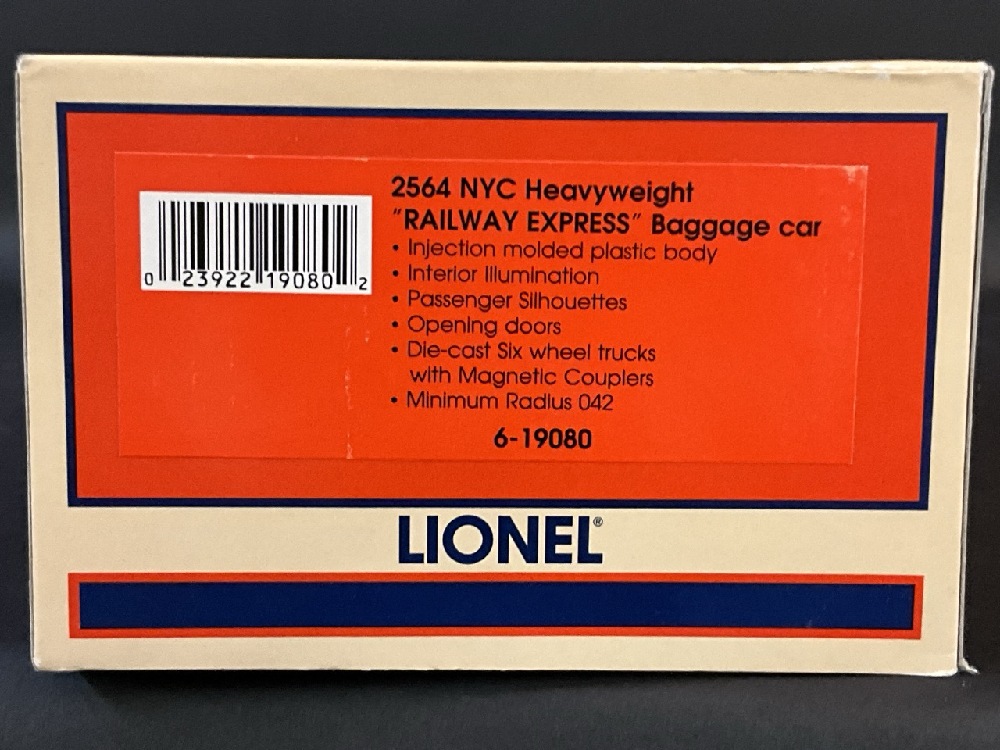 2564 NYC Heavyweight
"RAILWAY EXPRESS" Baggage car
• Injection molded plastic body
• Interior illumination
• Passenger Silhouettes
• Opening doors
• Die-cast Six wheel trucks
with Magnetic Couplers
• Minimum Radius 042
6-19080
0 23922 19080 2
LIONEL®